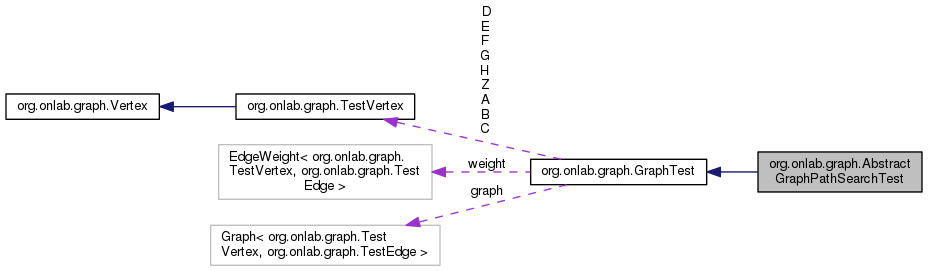 D
E
F
G
H
Z
A
B
C
org.onlab.graph.Vertex
org.onlab.graph.TestVertex
EdgeWeight< org.onlab.graph.
TestVertex, org.onlab.graph.Test
Edge >
weight
org.onlab.graph.GraphTest
org.onlab.graph.Abstract
GraphPathSearchTest
graph
Graph< org.onlab.graph.Test
Vertex, org.onlab.graph.TestEdge >